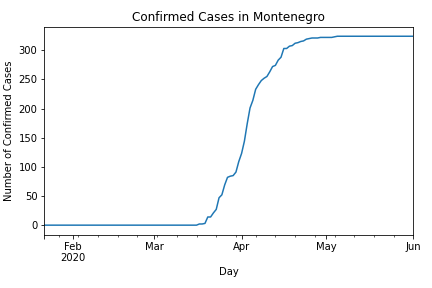 Confirmed Cases in Montenegro
Number of Confirmed Cases
300
250
200
150
100
50
0
Feb Mar Apr May Jun
2020
Day